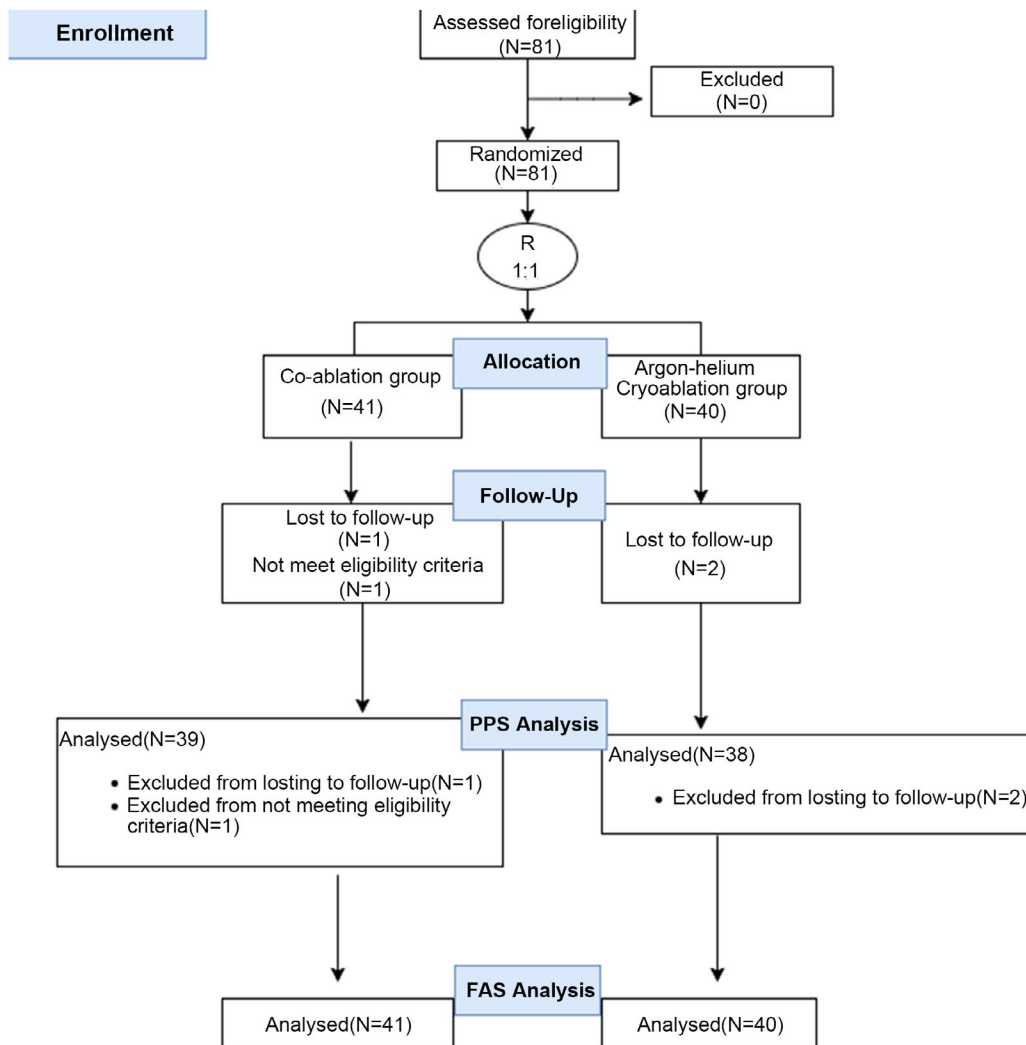 Enrollment
Assessed foreligibility
(N=81)
Excluded
(N=0)
Randomized
(N=81)
R
1:1
Allocation
Co-ablation group
(N=41)
Argon-helium
Cryoablation group
(N=40)
Follow-Up
Lost to follow-up
(N=1)
Not meet eligibility criteria
(N=1)
Lost to follow-up
(N=2)
PPS Analysis
Analysed(N=39)
• Excluded from losting to follow-up(N=1)
• Excluded from not meeting eligibility
criteria(N=1)
Analysed(N=38)
• Excluded from losting to follow-up(N=2)
FAS Analysis
Analysed(N=41)
Analysed(N=40)